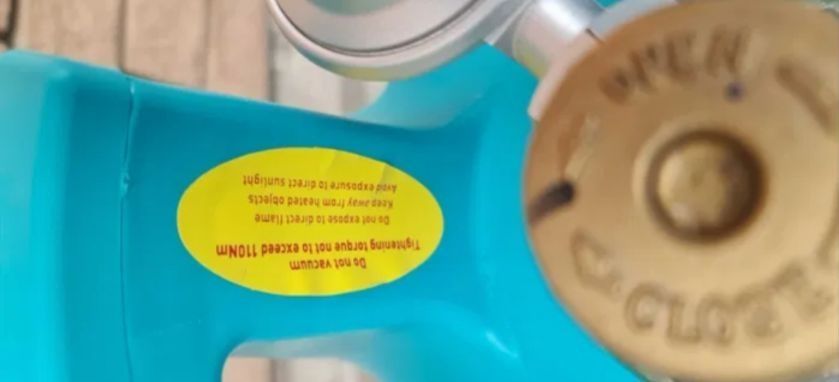 Do not vacuum
Tightening torque not to exceed 110Nm
Do not expose to direct flame
Keep away from heated objects
Avoid exposure to direct sunlight
OPEN
CLOSE